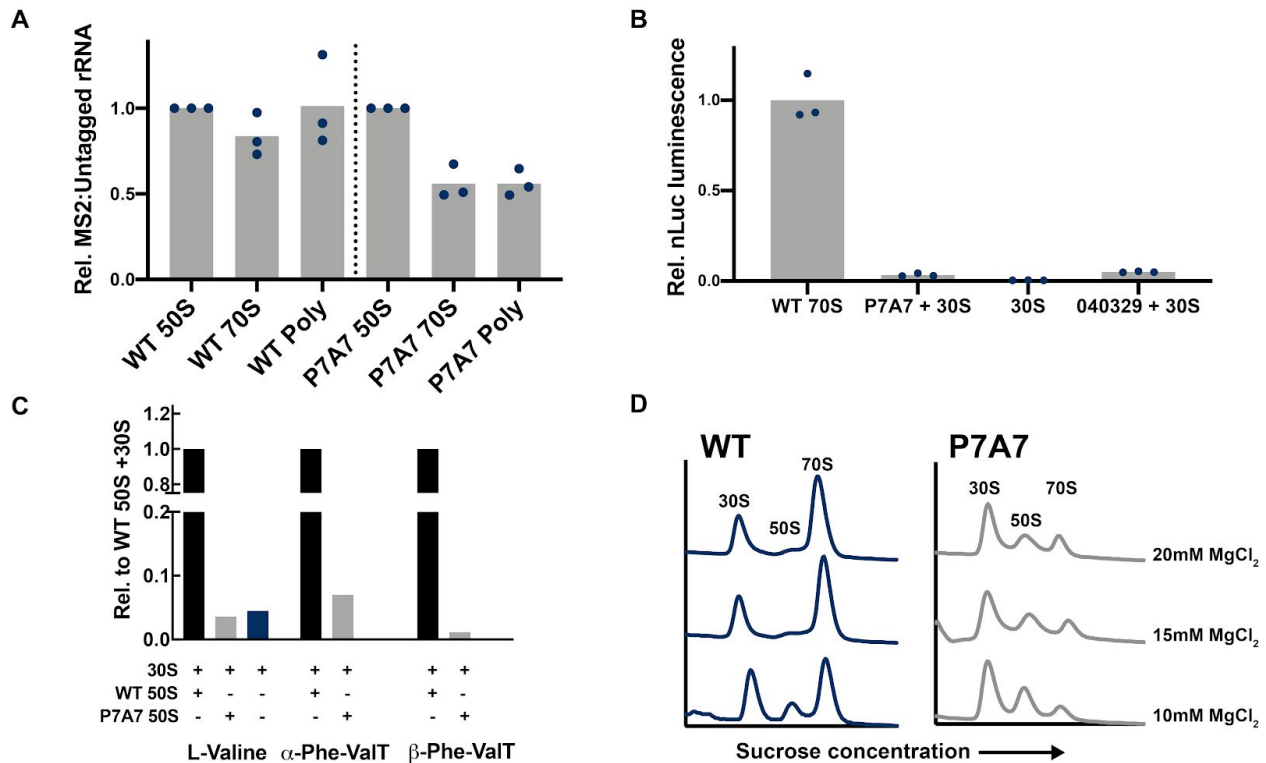 A
Rel. MS2:Untagged rRNA
1.0
0.5
0.0
WT 50S
WT 70S
WT Poly
P7A7 50S
P7A7 70S
P7A7 Poly
B
Rel. nLuc luminescence
1.0
0.5
0.0
WT 70S
P7A7 + 30S
30S
040329 + 30S
C
Rel. to WT 50S +30S
1.2
1.0
0.8
0.2
0.1
0.0
30S + + + + + + +
WT 50S + - - + - + -
P7A7 50S - + - - + - +
L-Valine α-Phe-ValT β-Phe-ValT
D
WT
30S
50S
70S
P7A7
30S
50S
70S
20mM MgCl₂
15mM MgCl₂
10mM MgCl₂
Sucrose concentration